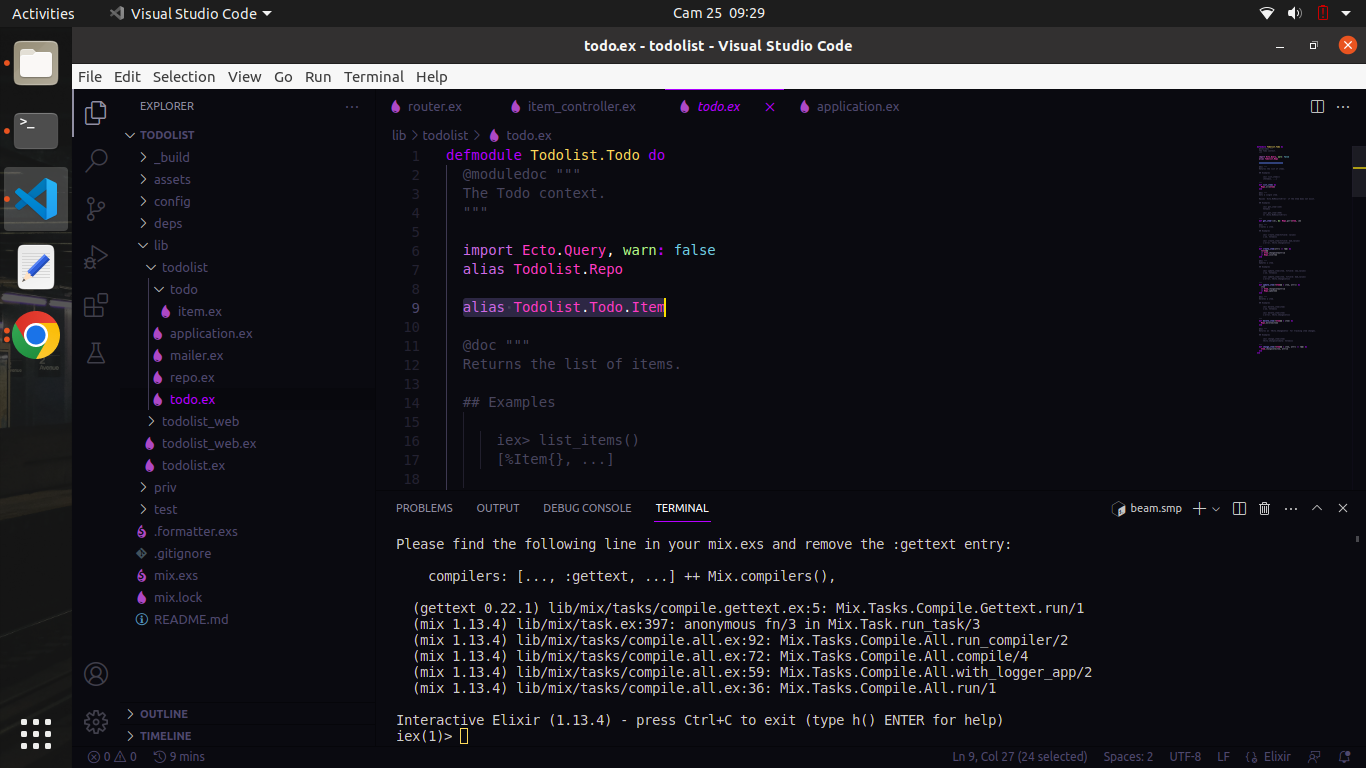 Activities
Visual Studio Code
Cam 25 09:29
todo.ex - todolist - Visual Studio Code
File Edit Selection View Go Run Terminal Help
EXPLORER
TODOLIST
_build
assets
config
deps
lib
todolist
todo
item.ex
application.ex
mailer.ex
repo.ex
todo.ex
todolist_web
todolist_web.ex
todolist.ex
priv
test
.formatter.exs
.gitignore
mix.exs
mix.lock
README.md
OUTLINE
TIMELINE
router.ex item_controller.ex todo.ex application.ex
lib > todolist > todo.ex
1 defmodule Todolist.Todo do
2 @moduledoc """
3 The Todo context.
4 """
5
6 import Ecto.Query, warn: false
7 alias Todolist.Repo
8
9 alias Todolist.Todo.Item
10
11 @doc """
12 Returns the list of items.
13
14 ## Examples
15
16 iex> list_items()
17 [%Item{}, ...]
18
PROBLEMS OUTPUT DEBUG CONSOLE TERMINAL
beam.smp
Please find the following line in your mix.exs and remove the :gettext entry:
compilers: [..., :gettext, ...] ++ Mix.compilers(),
(gettext 0.22.1) lib/mix/tasks/compile.gettext.ex:5: Mix.Tasks.Compile.Gettext.run/1
(mix 1.13.4) lib/mix/task.ex:397: anonymous fn/3 in Mix.Task.run_task/3
(mix 1.13.4) lib/mix/tasks/compile.all.ex:92: Mix.Tasks.Compile.All.run_compiler/2
(mix 1.13.4) lib/mix/tasks/compile.all.ex:72: Mix.Tasks.Compile.All.compile/4
(mix 1.13.4) lib/mix/tasks/compile.all.ex:59: Mix.Tasks.Compile.All.with_logger_app/2
(mix 1.13.4) lib/mix/tasks/compile.all.ex:36: Mix.Tasks.Compile.All.run/1
Interactive Elixir (1.13.4) - press Ctrl+C to exit (type h() ENTER for help)
iex(1)>
0 0 9 mins
Ln 9, Col 27 (24 selected) Spaces: 2 UTF-8 LF Elixir